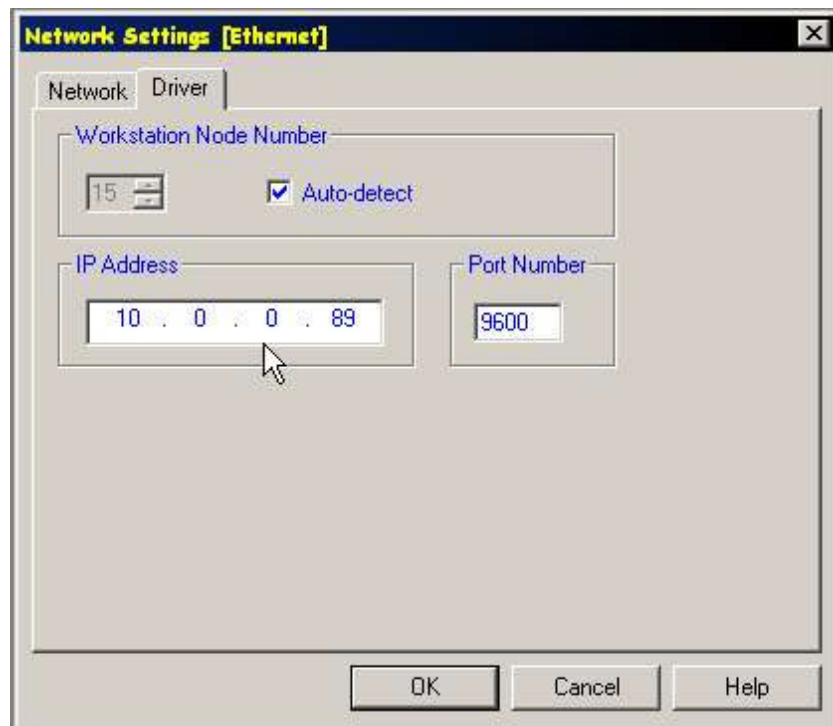 Network Settings [Ethernet]
Network Driver
Workstation Node Number
15 Auto-detect
IP Address Port Number
10 . 0 . 0 . 89 9600
OK Cancel Help